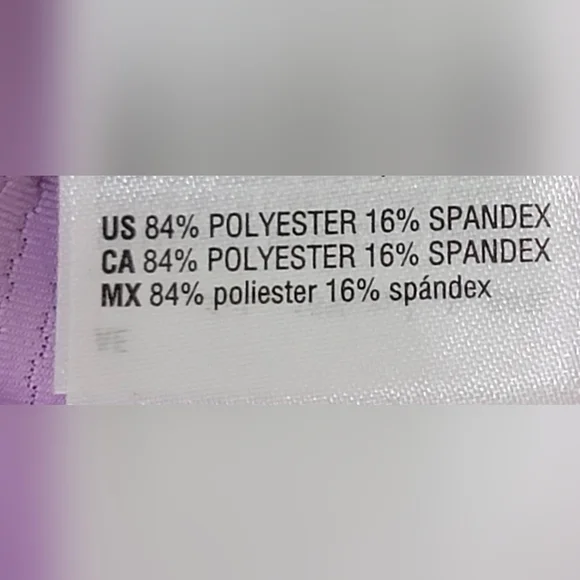 US 84% POLYESTER 16% SPANDEX
CA 84% POLYESTER 16% SPANDEX
MX 84% poliester 16% spándex